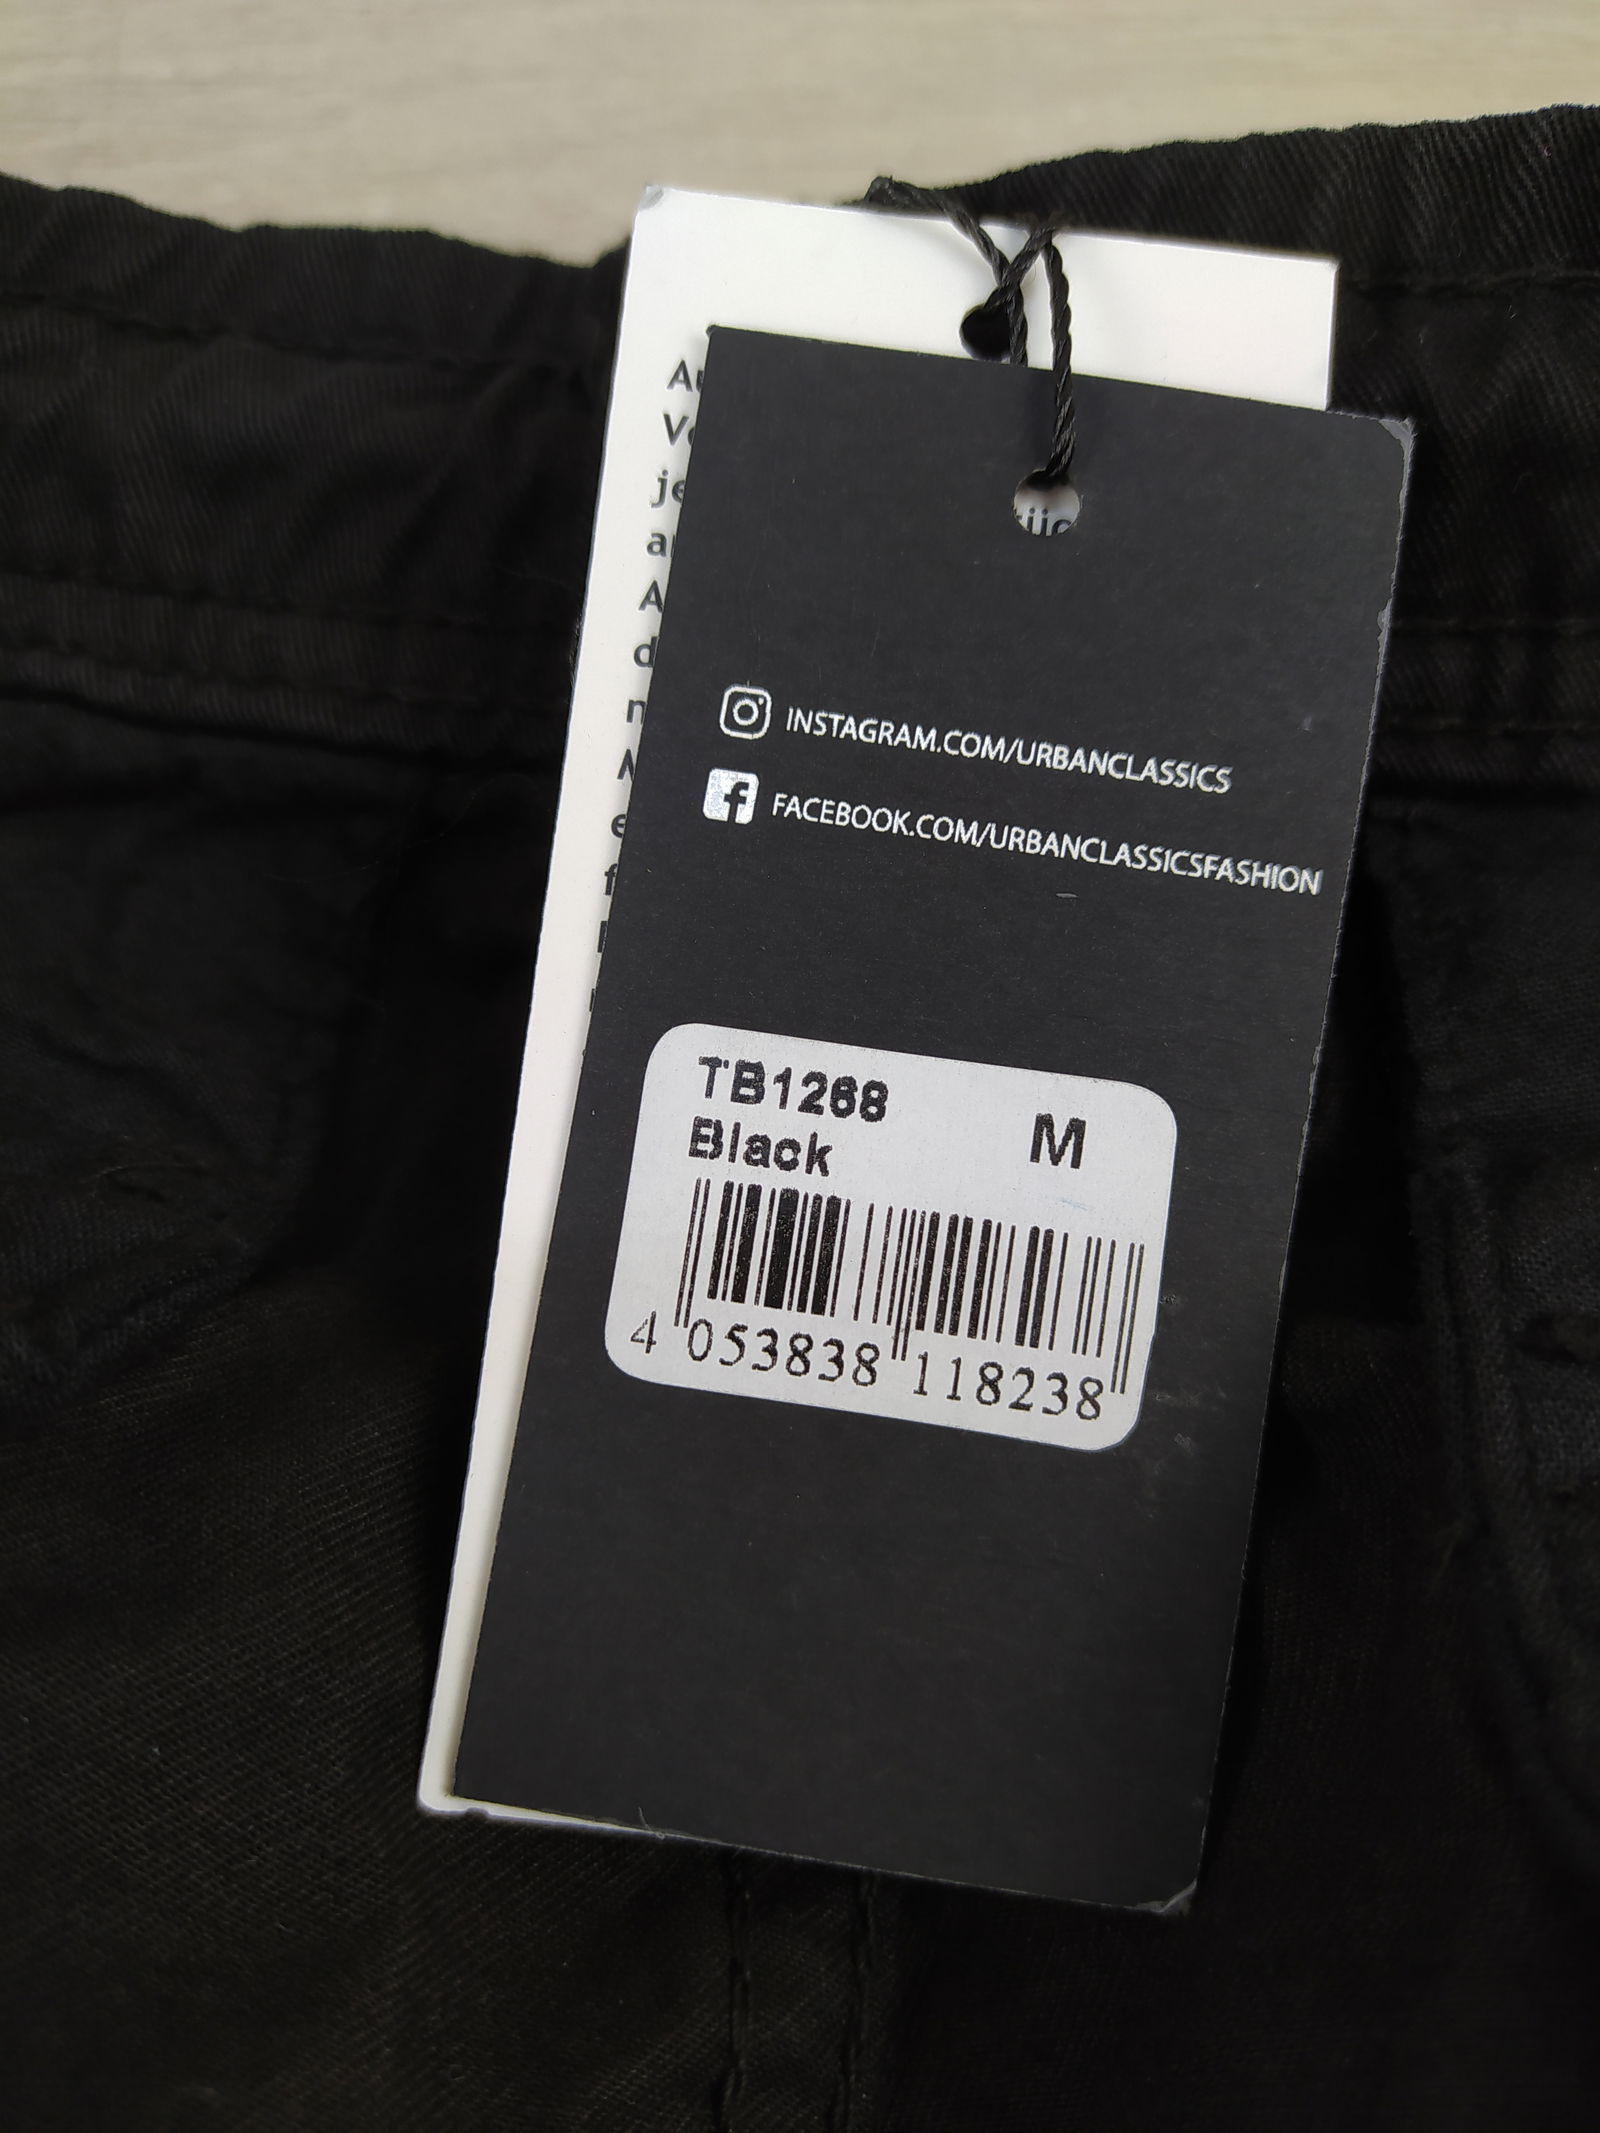 INSTAGRAM.COM/URBANCLASSICS
FACEBOOK.COM/URBANCLASSICSFASHION
TB1268
Black
M
4 053838 118238